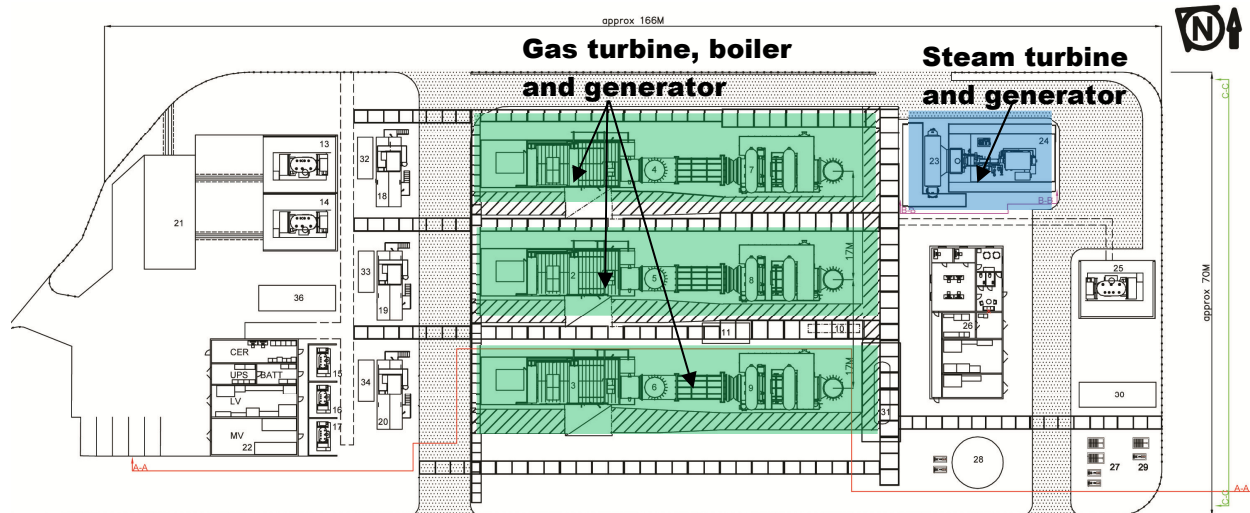 approx 166M
N
Gas turbine, boiler
and generator
Steam turbine
and generator
C-C
13
32
18
4
7
23
24
14
21
B-B
B-B
33
19
2
5
8
17M
25
approx 70M
36
11
10
26
CER
UPS
BATT
15
34
20
3
6
9
17M
31
30
LV
16
MV
22
17
28
27
29
A-A
A-A
C-C